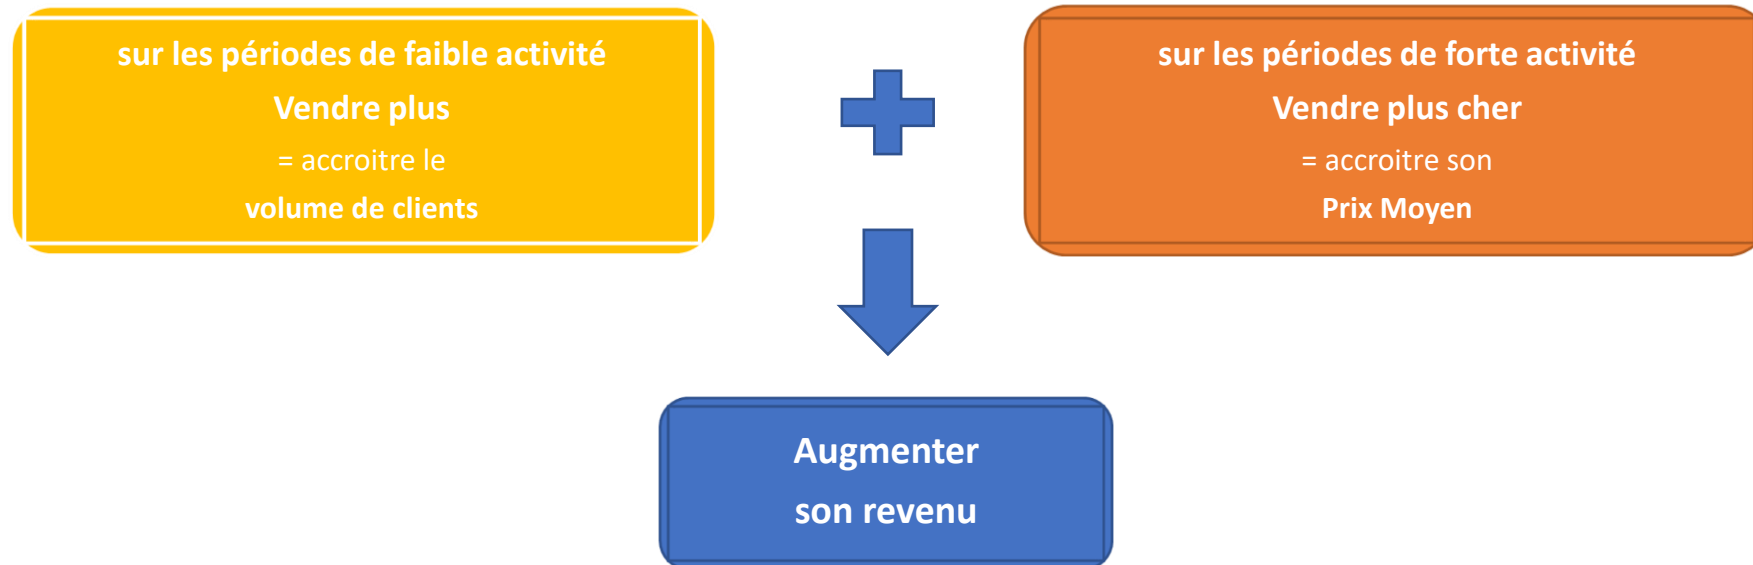 sur les périodes de faible activité
Vendre plus
= accroitre le
volume de clients
sur les périodes de forte activité
Vendre plus cher
= accroitre son
Prix Moyen
Augmenter
son revenu